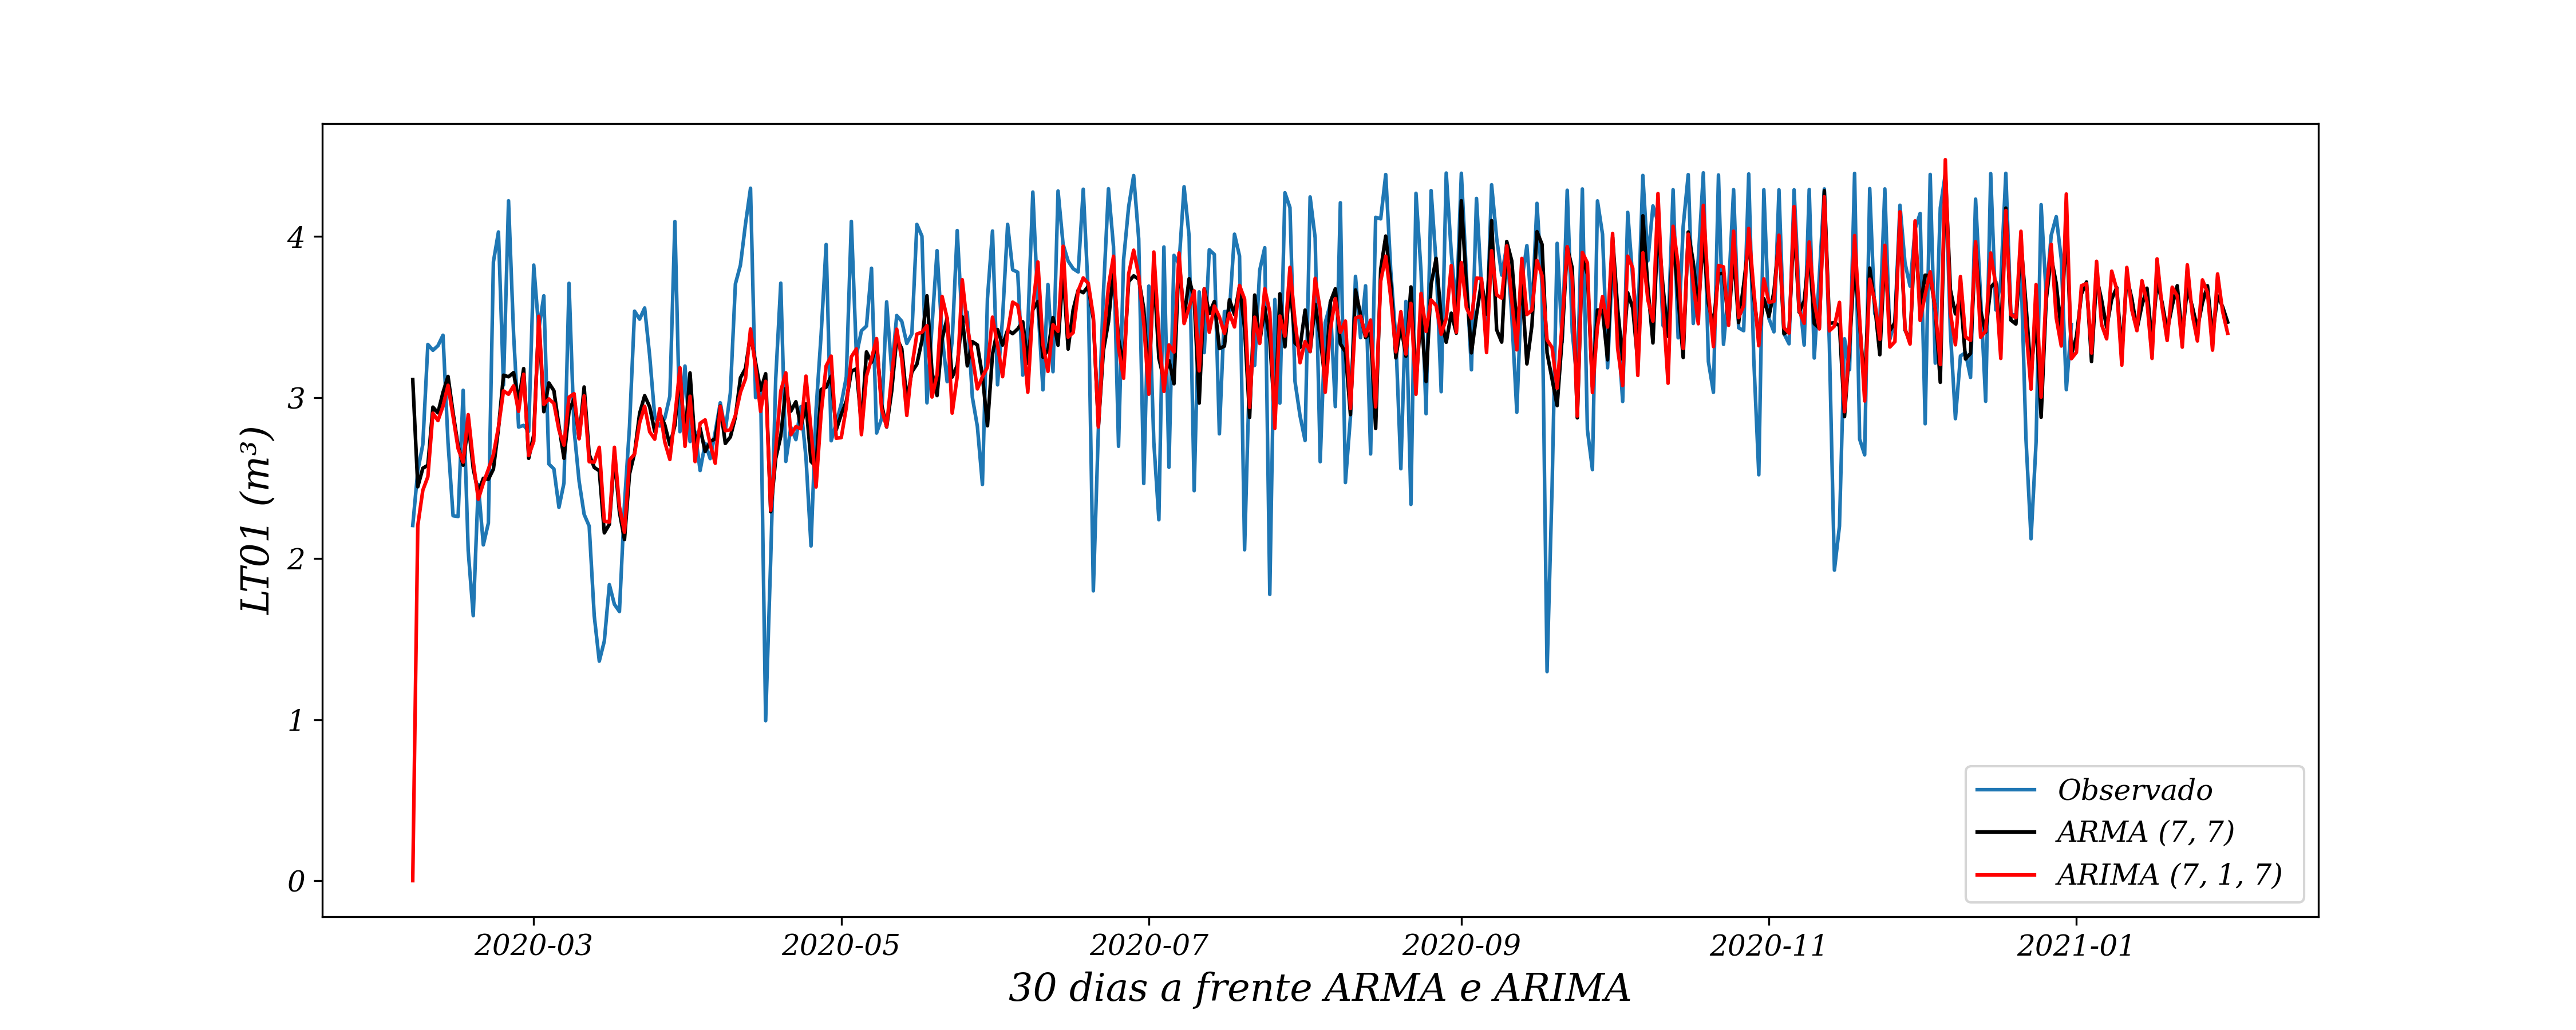 LT01 (m³)
4
3
2
1
0
Observado
ARMA (7, 7)
ARIMA (7, 1, 7)
2020-03 2020-05 2020-07 2020-09 2020-11 2021-01
30 dias a frente ARMA e ARIMA